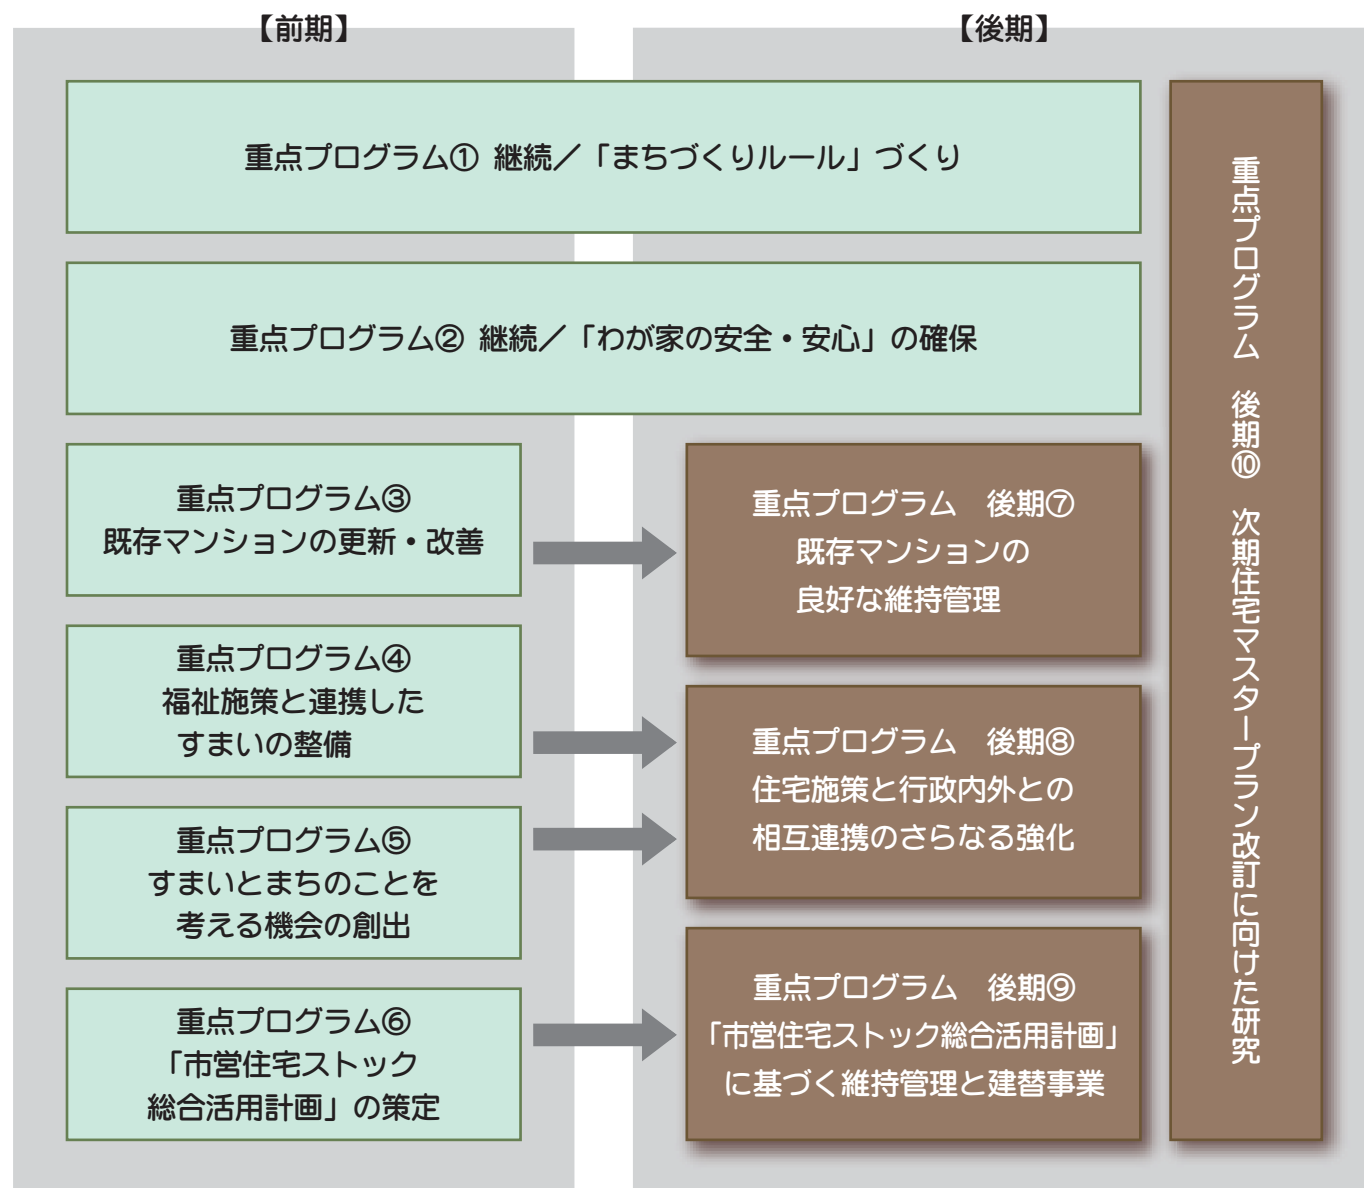 【前期】
【後期】
重点プログラム① 継続／「まちづくりルール」づくり
重点プログラム② 継続／「わが家の安全・安心」の確保
重点プログラム③
既存マンションの更新・改善
重点プログラム④
福祉施策と連携した
すまいの整備
重点プログラム⑤
すまいとまちのことを
考える機会の創出
重点プログラム⑥
「市営住宅ストック
総合活用計画」の策定
重点プログラム　後期⑦
既存マンションの
良好な維持管理
重点プログラム　後期⑧
住宅施策と行政内外との
相互連携のさらなる強化
重点プログラム　後期⑨
「市営住宅ストック総合活用計画」
に基づく維持管理と建替事業
重点プログラム　後期⑩　次期住宅マスタープラン改訂に向けた研究